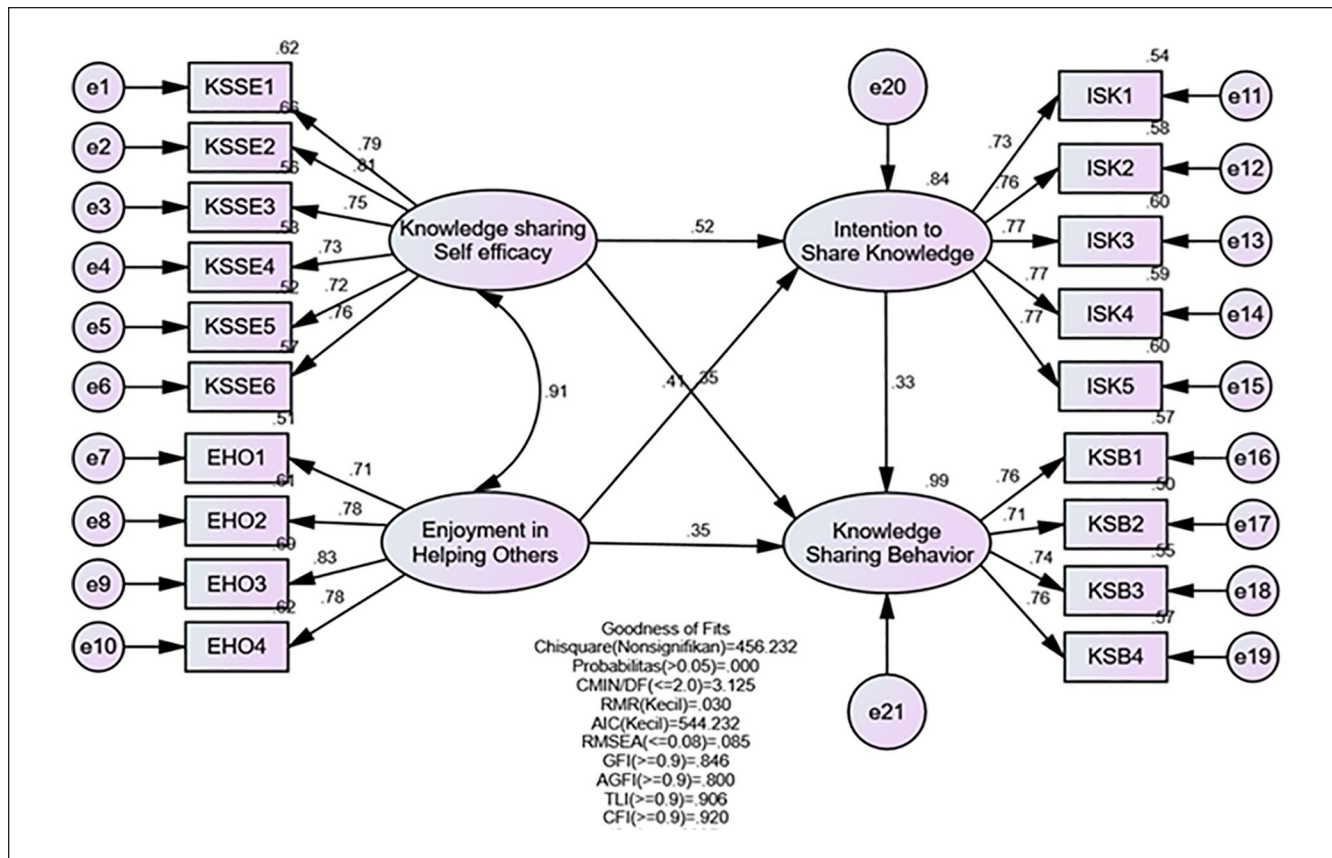 .62
e1
KSSE1
.66
e2
KSSE2
.56
e3
KSSE3
.53
e4
KSSE4
.52
e5
KSSE5
.57
e6
KSSE6
.51
e7
EHO1
.61
e8
EHO2
.69
e9
EHO3
.62
e10
EHO4
.79
.81
.75
.73
.72
.76
.71
.78
.83
.78
Knowledge sharing
Self efficacy
.91
Enjoyment in
Helping Others
.52
.41
.35
.35
.33
e20
.84
Intention to
Share Knowledge
.99
Knowledge
Sharing Behavior
e21
.73
.76
.77
.77
.77
.76
.71
.74
.76
.54
ISK1
e11
.58
ISK2
e12
.60
ISK3
e13
.59
ISK4
e14
.60
ISK5
e15
.57
KSB1
e16
.50
KSB2
e17
.55
KSB3
e18
.57
KSB4
e19
Goodness of Fits
Chisquare(Nonsignifikan)=456.232
Probabilitas(>0.05)=.000
CMIN/DF(<=2.0)=3.125
RMR(Kecil)=.030
AIC(Kecil)=544.232
RMSEA(<=0.08)=.085
GFI(>=0.9)=.846
AGFI(>=0.9)=.800
TLI(>=0.9)=.906
CFI(>=0.9)=.920